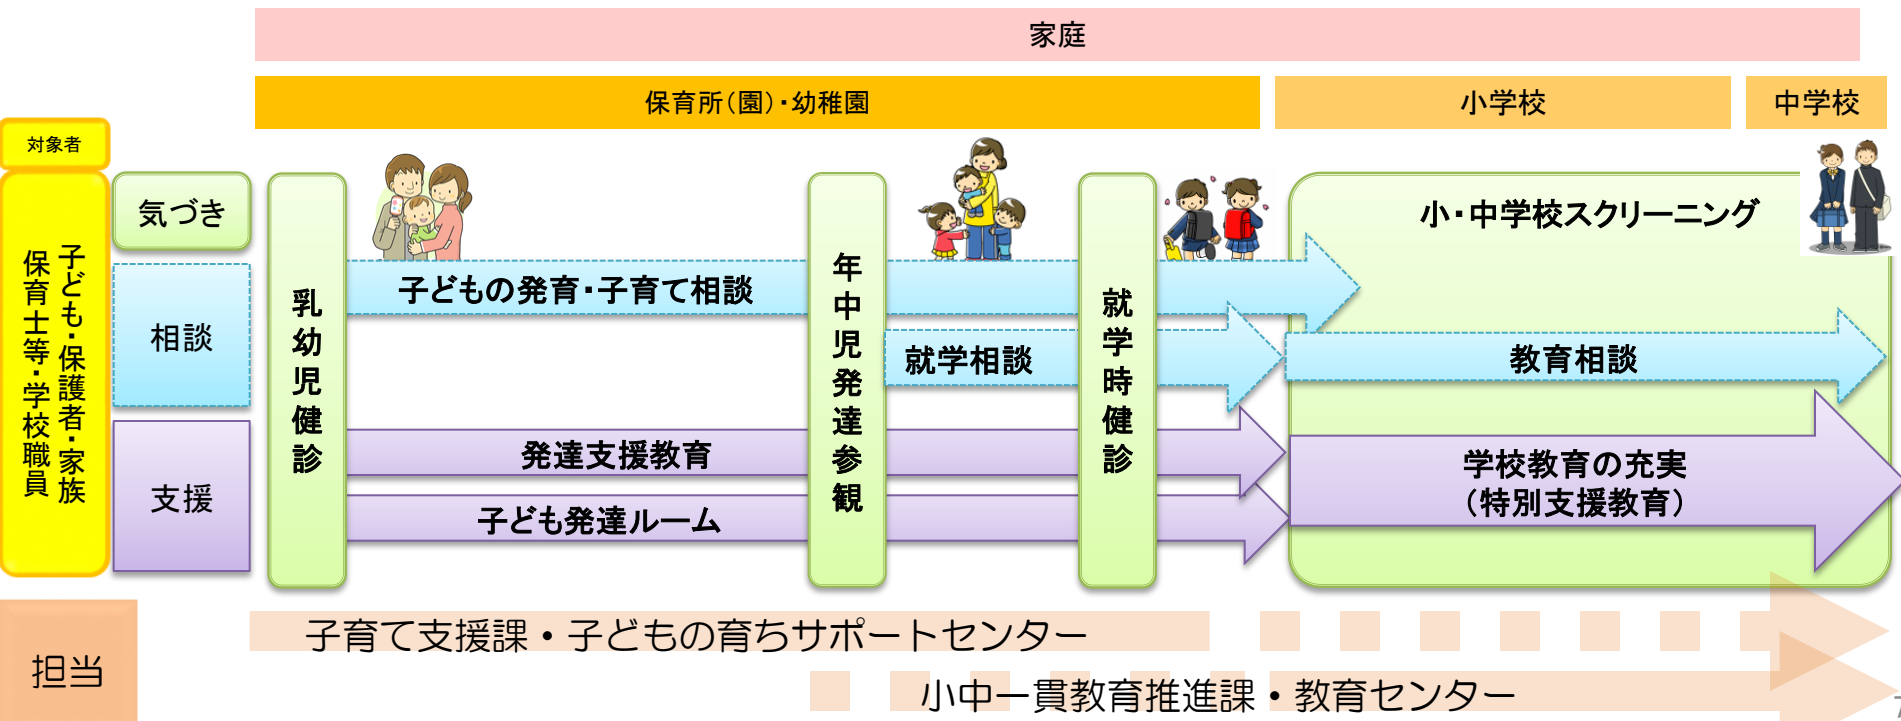 家庭
保育所(園)・幼稚園
小学校
中学校
対象者
子ども・保護者・家族
保育士等・学校職員
気づき
相談
支援
乳幼児健診
年中児発達参観
就学時健診
小・中学校スクリーニング
子どもの発育・子育て相談
就学相談
教育相談
発達支援教育
子ども発達ルーム
学校教育の充実
(特別支援教育)
担当
子育て支援課・子どもの育ちサポートセンター
小中一貫教育推進課・教育センター